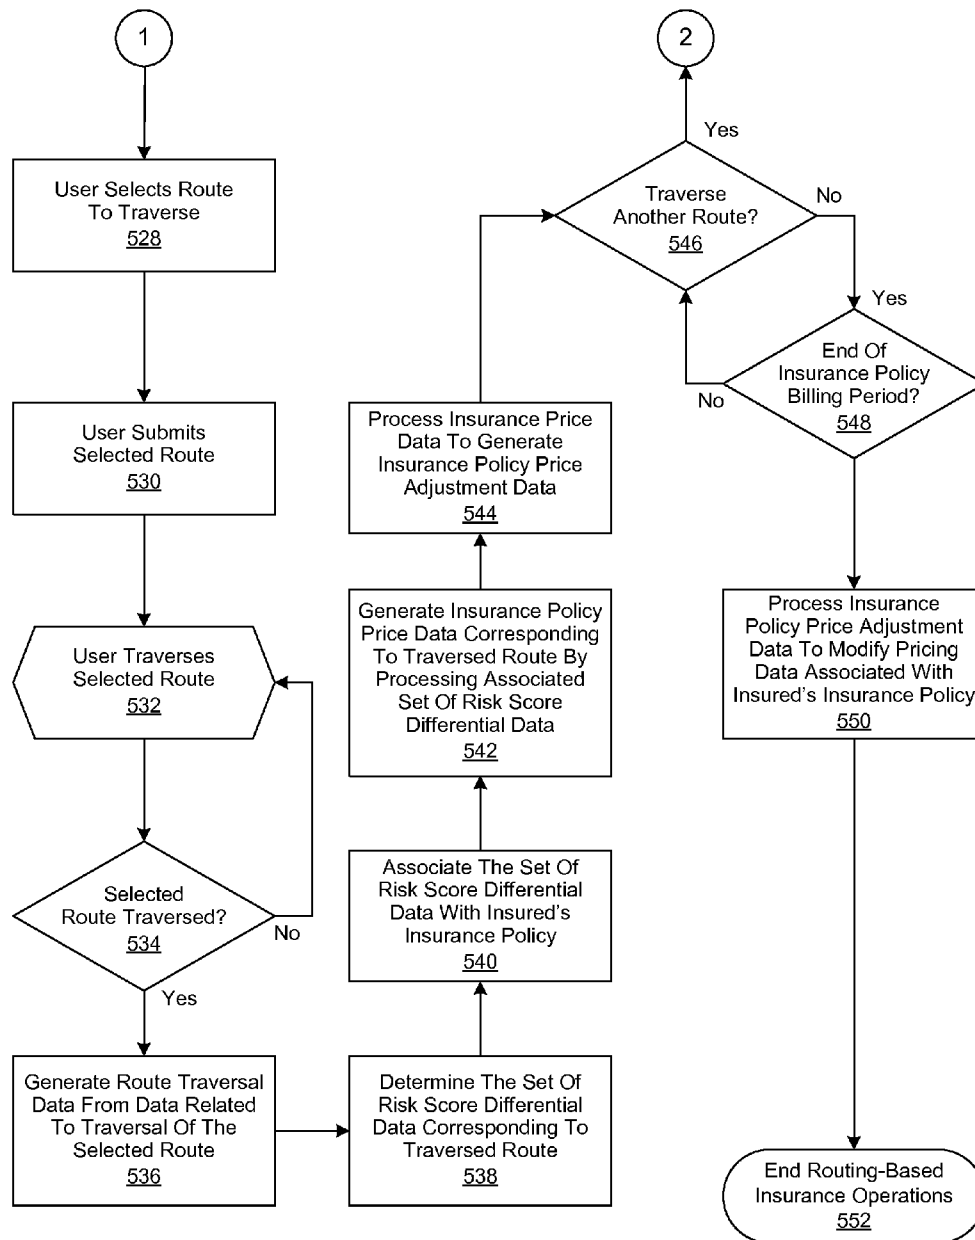 1
User Selects Route
To Traverse
528
User Submits
Selected Route
530
User Traverses
Selected Route
532
Selected
Route Traversed?
534
No
Yes
Generate Route Traversal
Data From Data Related
To Traversal Of The
Selected Route
536
Determine The Set Of
Risk Score Differential
Data Corresponding To
Traversed Route
538
Associate The Set Of
Risk Score Differential
Data With Insured's
Insurance Policy
540
Generate Insurance Policy
Price Data Corresponding
To Traversed Route By
Processing Associated
Set Of Risk Score
Differential Data
542
Process Insurance Price
Data To Generate
Insurance Policy Price
Adjustment Data
544
2
Yes
Traverse
Another Route?
546
No
Yes
End Of
Insurance Policy
Billing Period?
548
No
Process Insurance
Policy Price Adjustment
Data To Modify Pricing
Data Associated With
Insured's Insurance Policy
550
End Routing-Based
Insurance Operations
552